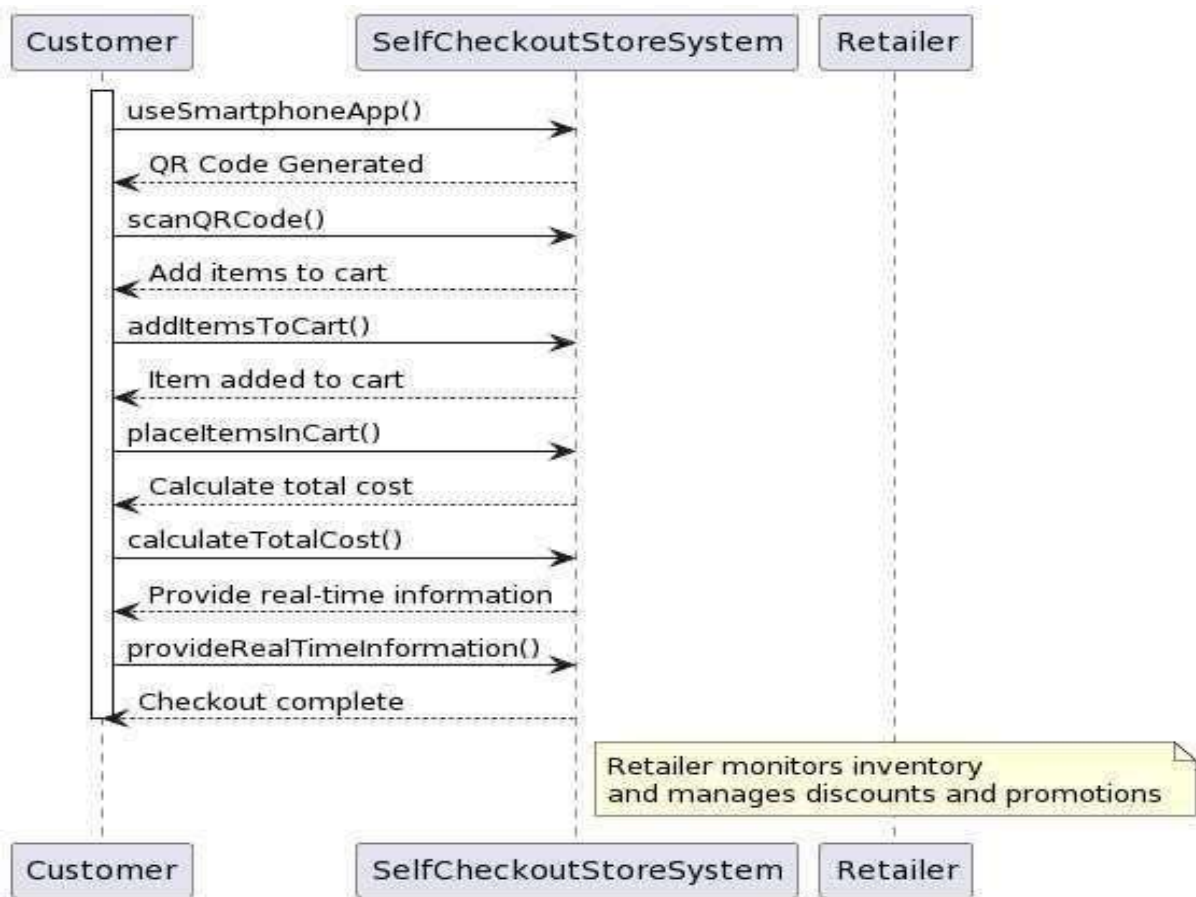 Customer
SelfCheckoutStoreSystem
Retailer
useSmartphoneApp()
QR Code Generated
scanQRCode()
Add items to cart
addItemsToCart()
Item added to cart
placeItemsInCart()
Calculate total cost
calculateTotalCost()
Provide real-time information
provideRealTimeInformation()
Checkout complete
Retailer monitors inventory
and manages discounts and promotions
Customer
SelfCheckoutStoreSystem
Retailer